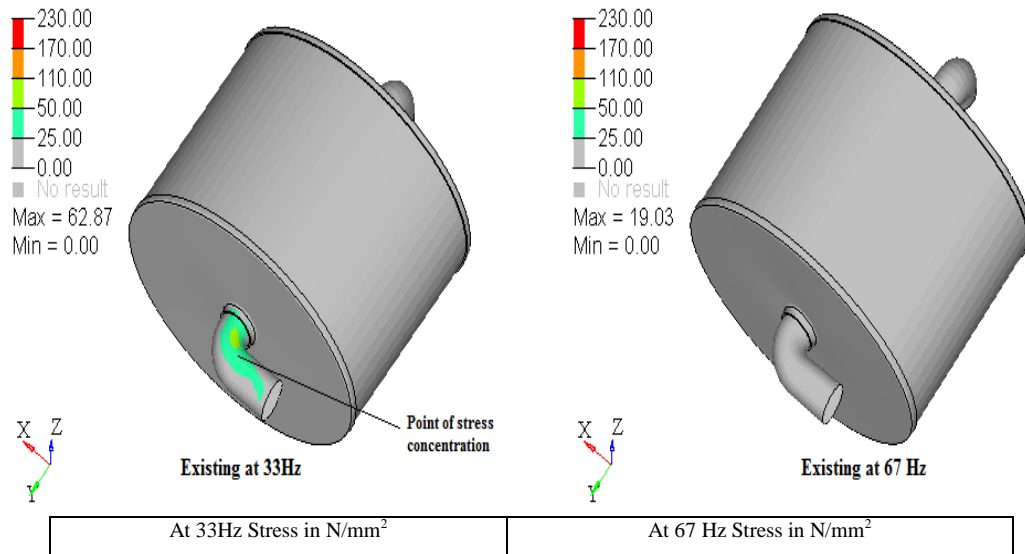 230.00
170.00
110.00
50.00
25.00
0.00
No result
Max = 62.87
Min = 0.00
Point of stress
concentration
X Z
Y
Existing at 33Hz
230.00
170.00
110.00
50.00
25.00
0.00
No result
Max = 19.03
Min = 0.00
X Z
Y
Existing at 67 Hz
At 33Hz Stress in N/mm²
At 67 Hz Stress in N/mm²